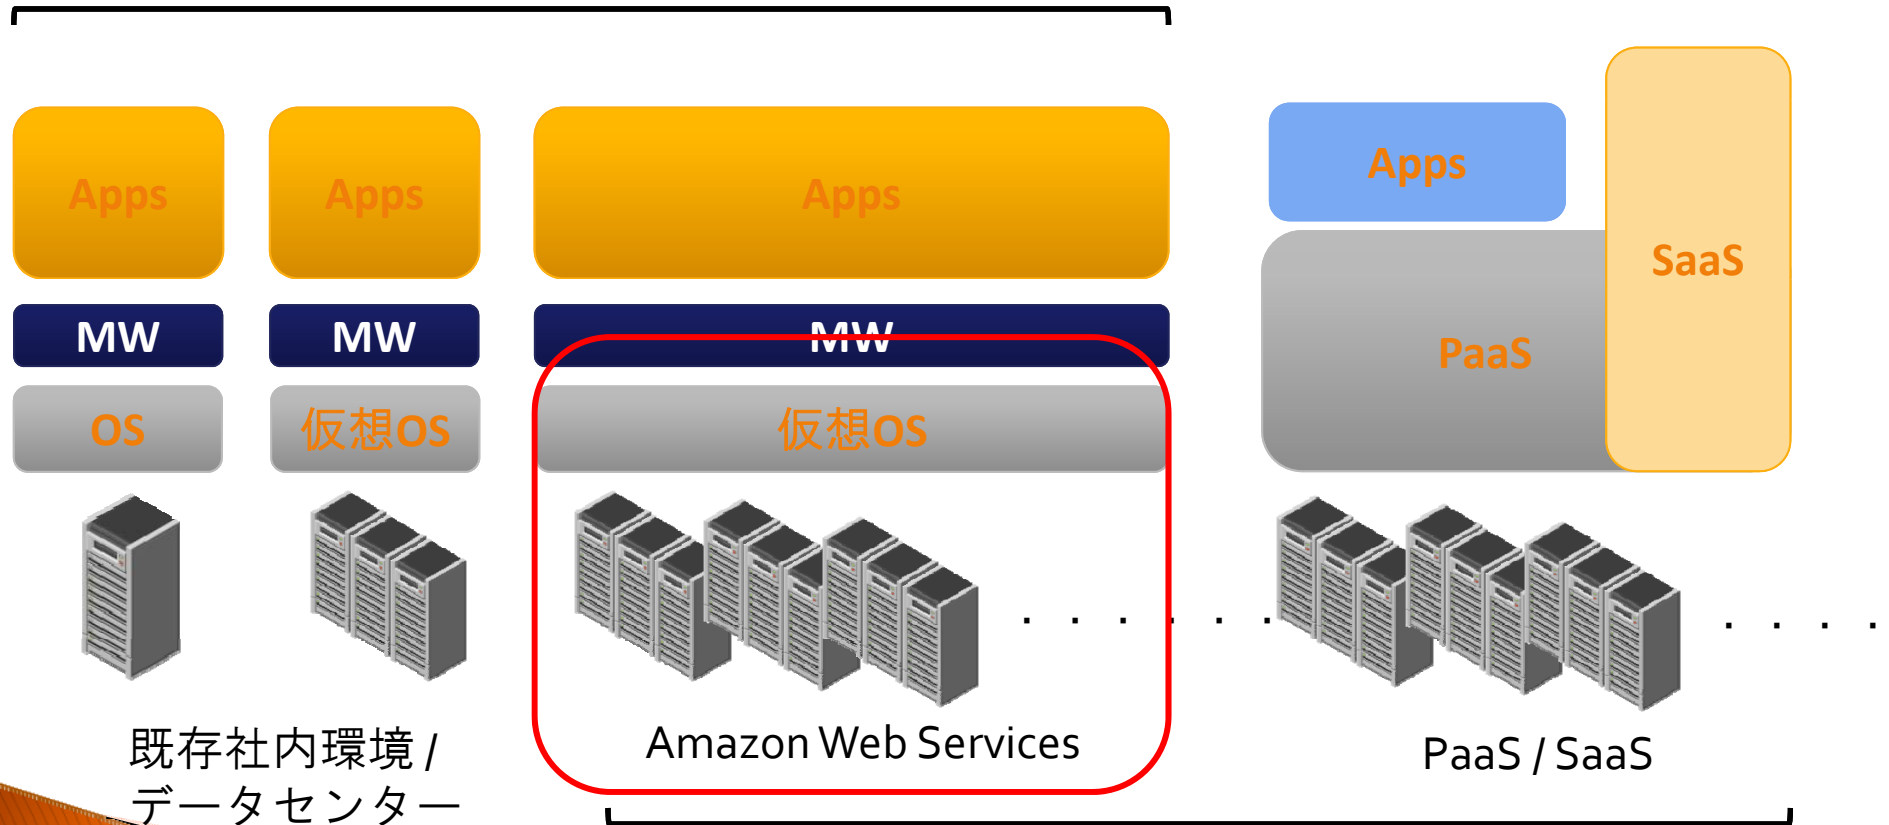 Apps
Apps
Apps
Apps
SaaS
MW
MW
MW
PaaS
OS
仮想OS
仮想OS
既存社内環境 /
データセンター
Amazon Web Services
PaaS / SaaS